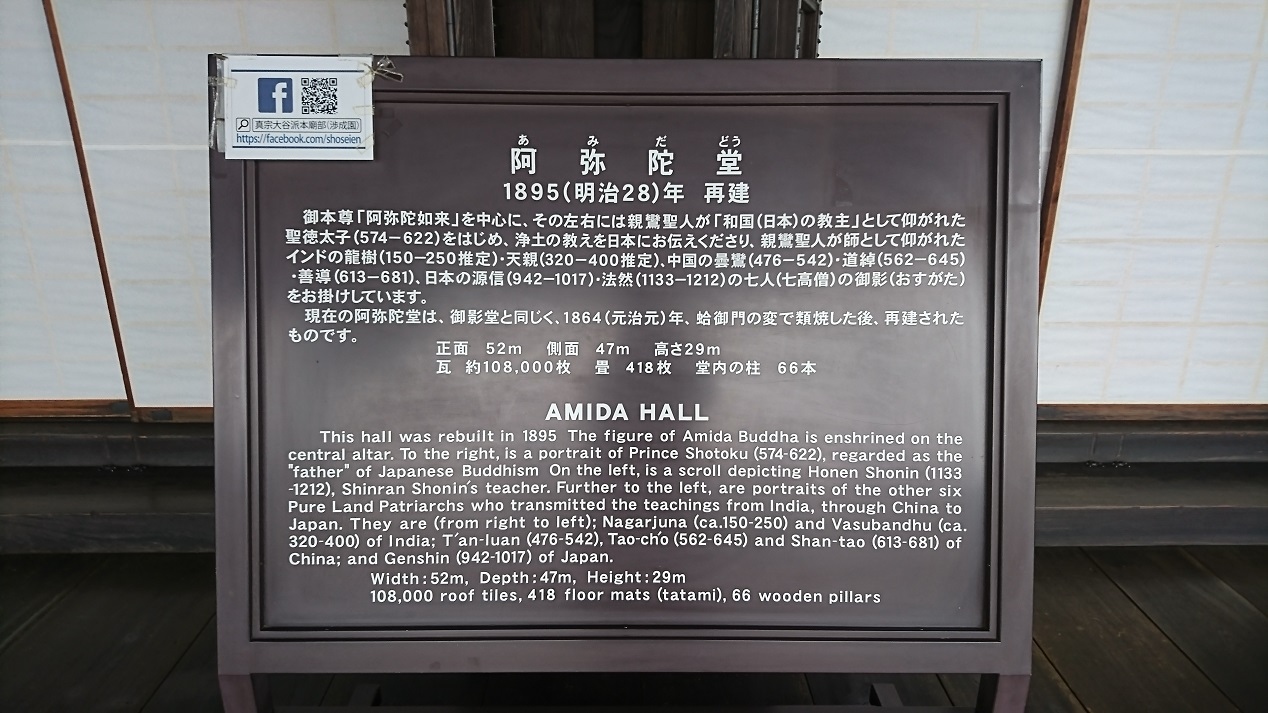 真宗大谷派本廟部(渉成園)
https://facebook.com/shoseien
あ み だ どう
阿弥陀堂
1895(明治28)年 再建
御本尊「阿弥陀如来」を中心に、その左右には親鸞聖人が「和国(日本)の教主」として仰がれた
聖徳太子(574－622)をはじめ、浄土の教えを日本にお伝えくださり、親鸞聖人が師として仰がれた
インドの龍樹(150－250推定)・天親(320－400推定)、中国の曇鸞(476－542)・道綽(562－645)
・善導(613－681)、日本の源信(942－1017)・法然(1133－1212)の七人(七高僧)の御影(おすがた)
をお掛けしています。
現在の阿弥陀堂は、御影堂と同じく、1864(元治元)年、蛤御門の変で類焼した後、再建された
ものです。
正面 52m 側面 47m 高さ29m
瓦 約108,000枚 畳 418枚 堂内の柱 66本
AMIDA HALL
This hall was rebuilt in 1895 The figure of Amida Buddha is enshrined on the
central altar. To the right, is a portrait of Prince Shotoku (574-622), regarded as the
"father" of Japanese Buddhism On the left, is a scroll depicting Honen Shonin (1133
-1212), Shinran Shonin's teacher. Further to the left, are portraits of the other six
Pure Land Patriarchs who transmitted the teachings from India, through China to
Japan. They are (from right to left); Nagarjuna (ca.150-250) and Vasubandhu (ca.
320-400) of India; T'an-luan (476-542), Tao-ch'o (562-645) and Shan-tao (613-681) of
China; and Genshin (942-1017) of Japan.
Width:52m, Depth:47m, Height:29m
108,000 roof tiles, 418 floor mats (tatami), 66 wooden pillars